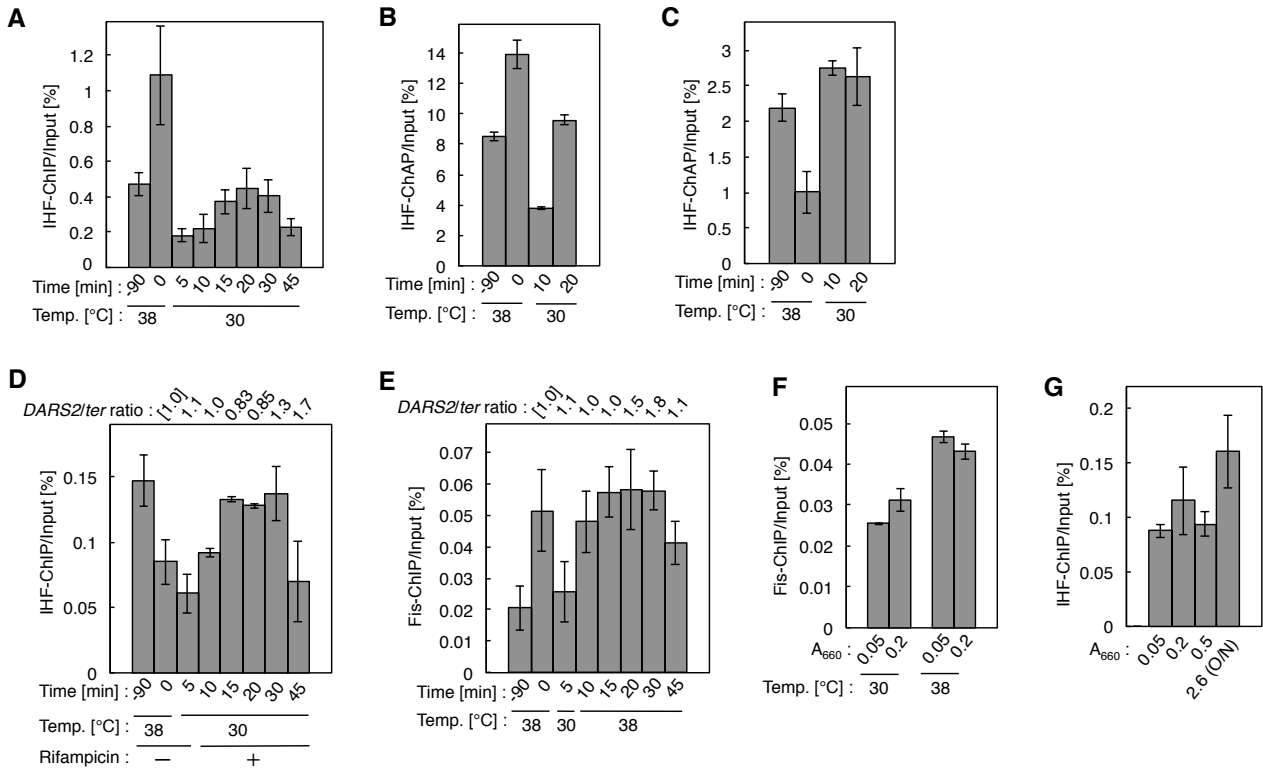 A
IHF-ChIP/Input [%]
1.2
1
0.8
0.6
0.4
0.2
0
Time [min] : -90 0 5 10 15 20 30 45
Temp. [°C] : 38 30
B
IHF-ChAP/Input [%]
14
12
10
8
6
4
2
0
Time [min] : -90 0 10 20
Temp. [°C] : 38 30
C
IHF-ChAP/Input [%]
3
2.5
2
1.5
1
0.5
0
Time [min] : -90 0 10 20
Temp. [°C] : 38 30
D
DARS2/ter ratio : [1.0] 1.1 1.0 0.83 0.85 1.3 1.7
IHF-ChIP/Input [%]
0.15
0.1
0.05
0
Time [min] : -90 0 5 10 15 20 30 45
Temp. [°C] : 38 30
Rifampicin : − +
E
DARS2/ter ratio : [1.0] 1.1 1.0 1.0 1.5 1.8 1.1
Fis-ChIP/Input [%]
0.07
0.06
0.05
0.04
0.03
0.02
0.01
0.00
Time [min] : -90 0 5 10 15 20 30 45
Temp. [°C] : 38 30 38
F
Fis-ChIP/Input [%]
0.05
0.04
0.03
0.02
0.01
0
A660 : 0.05 0.2 0.05 0.2
Temp. [°C] : 30 38
G
IHF-ChIP/Input [%]
0.2
0.15
0.1
0.05
0
A660 : 0.05 0.2 0.5 2.6 (O/N)